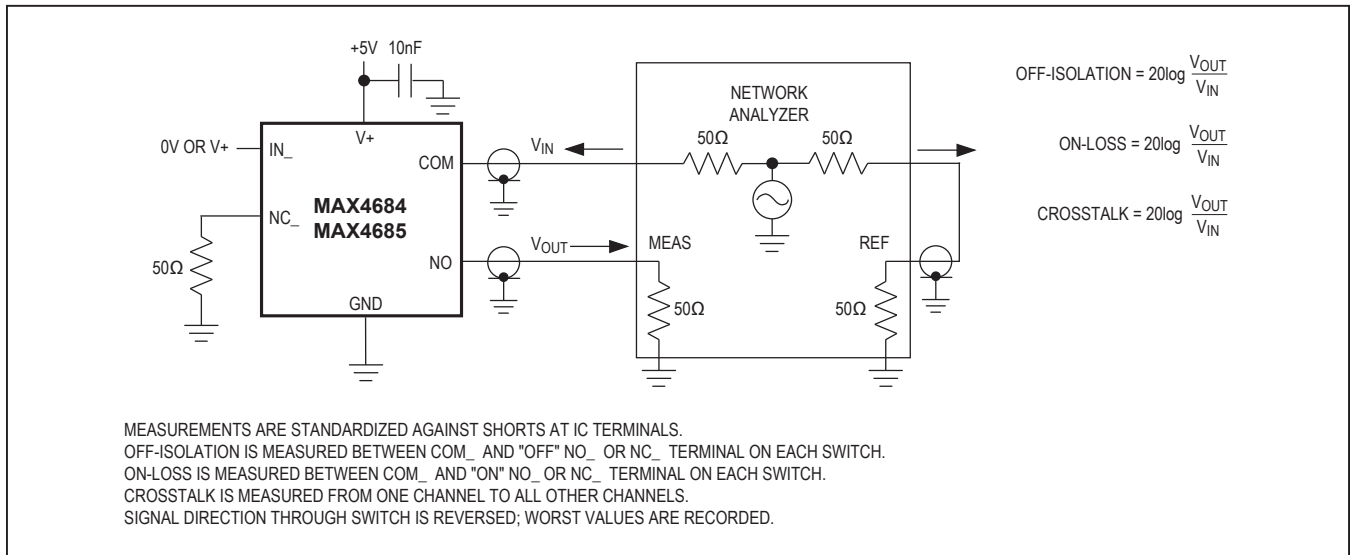 +5V 10nF
V+
0V OR V+
IN_
COM
MAX4684
MAX4685
NC_
NO
50Ω
GND
VIN
VOUT
NETWORK
ANALYZER
50Ω
50Ω
MEAS
REF
50Ω
50Ω
OFF-ISOLATION = 20log VOUT/VIN
ON-LOSS = 20log VOUT/VIN
CROSSTALK = 20log VOUT/VIN
MEASUREMENTS ARE STANDARDIZED AGAINST SHORTS AT IC TERMINALS.
OFF-ISOLATION IS MEASURED BETWEEN COM_ AND "OFF" NO_ OR NC_ TERMINAL ON EACH SWITCH.
ON-LOSS IS MEASURED BETWEEN COM_ AND "ON" NO_ OR NC_ TERMINAL ON EACH SWITCH.
CROSSTALK IS MEASURED FROM ONE CHANNEL TO ALL OTHER CHANNELS.
SIGNAL DIRECTION THROUGH SWITCH IS REVERSED; WORST VALUES ARE RECORDED.